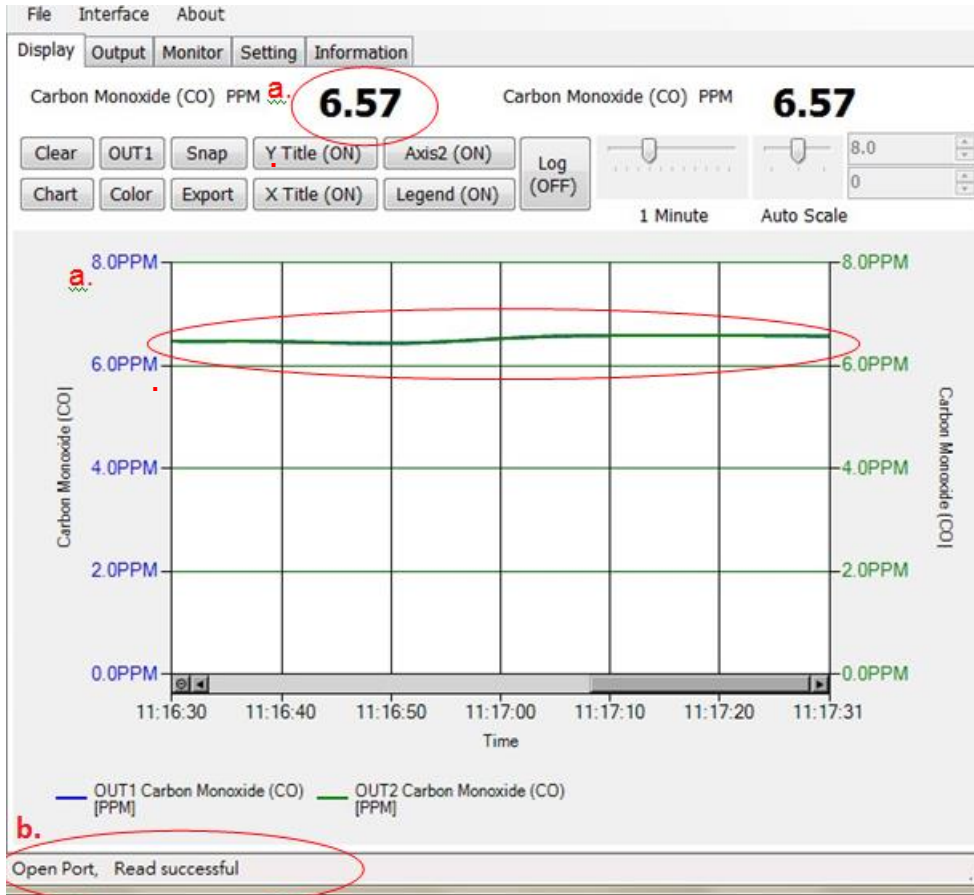 File Interface About
Display Output Monitor Setting Information
Carbon Monoxide (CO) PPM a. 6.57 Carbon Monoxide (CO) PPM 6.57
Clear OUT1 Snap Y Title (ON) Axis2 (ON) Log (OFF) 8.0
Chart Color Export X Title (ON) Legend (ON) 0
1 Minute Auto Scale
a.
8.0PPM 8.0PPM
6.0PPM 6.0PPM
4.0PPM 4.0PPM
2.0PPM 2.0PPM
0.0PPM 0.0PPM
Carbon Monoxide (CO)
Carbon Monoxide (CO)
11:16:30 11:16:40 11:16:50 11:17:00 11:17:10 11:17:20 11:17:31
Time
OUT1 Carbon Monoxide (CO) [PPM]
OUT2 Carbon Monoxide (CO) [PPM]
b.
Open Port, Read successful